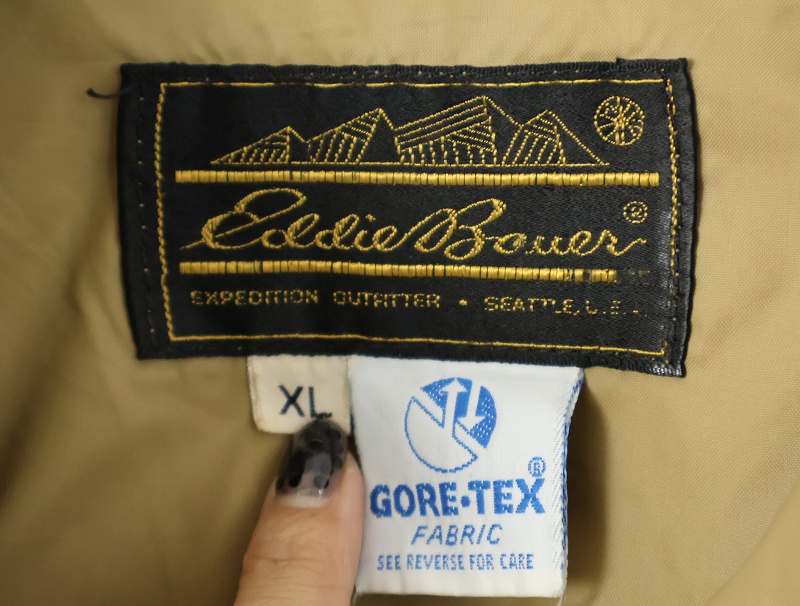 Eddie Bauer ®
EXPEDITION OUTFITTER • SEATTLE, U.S.
XL
GORE-TEX ®
FABRIC
SEE REVERSE FOR CARE